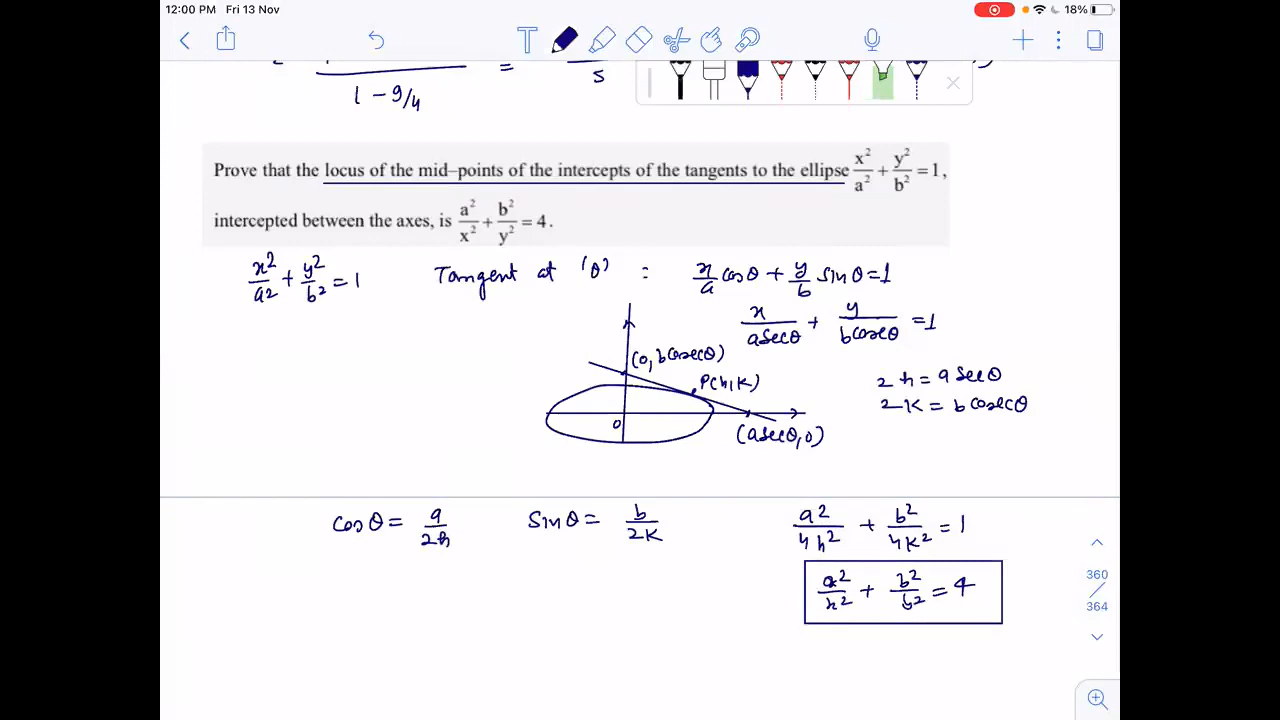 12:00 PM Fri 13 Nov
18%
T
1 - 9/4
=
5
Prove that the locus of the mid–points of the intercepts of the tangents to the ellipse x²/a² + y²/b² = 1,
intercepted between the axes, is a²/x² + b²/y² = 4.
x²/a² + y²/b² = 1 Tangent at 'θ' : x/a cosθ + y/b sinθ = 1
x/a secθ + y/b cosecθ = 1
(0, b cosecθ)
P(h,k)
2h = a secθ
2k = b cosecθ
0
(a secθ, 0)
cosθ = a/2h sinθ = b/2k a²/4h² + b²/4k² = 1
a²/h² + b²/b² = 4
360
364